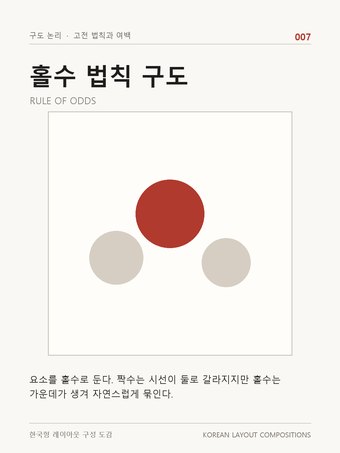 구도 논리 · 고전 법칙과 여백
007
홀수 법칙 구도
RULE OF ODDS
요소를 홀수로 둔다. 짝수는 시선이 둘로 갈라지지만 홀수는
가운데가 생겨 자연스럽게 묶인다.
한국형 레이아웃 구성 도감
KOREAN LAYOUT COMPOSITIONS